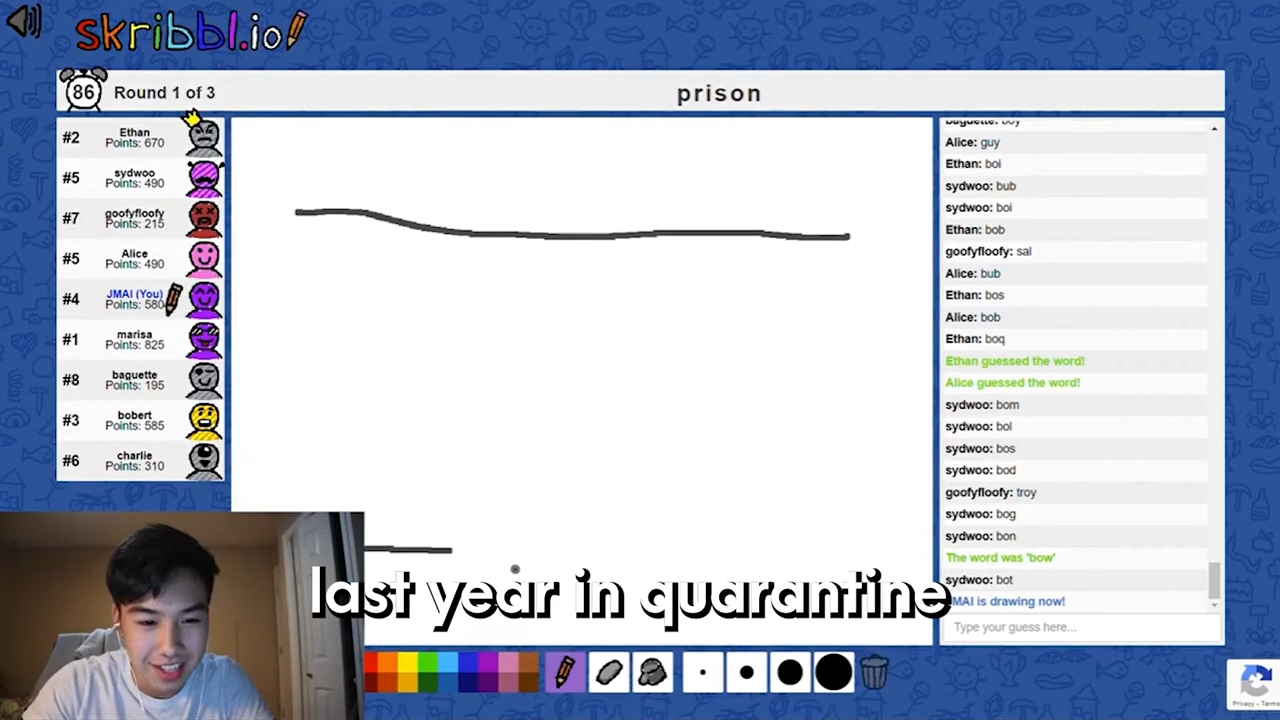 skribbl.io
86
Round 1 of 3
prison
#2
Ethan
Points: 670
#5
sydwoo
Points: 490
#7
goofyfloofy
Points: 215
#5
Alice
Points: 490
#4
JMAI (You)
Points: 580
#1
marisa
Points: 825
#8
baguette
Points: 195
#3
bobert
Points: 585
#6
charlie
Points: 310
baguette: boy
Alice: guy
Ethan: boi
sydwoo: bub
sydwoo: boi
Ethan: bob
goofyfloofy: sal
Alice: bub
Ethan: bos
Alice: bob
Ethan: boq
Ethan guessed the word!
Alice guessed the word!
sydwoo: bom
sydwoo: bol
sydwoo: bos
sydwoo: bod
goofyfloofy: troy
sydwoo: bog
sydwoo: bon
The word was 'bow'
sydwoo: bot
MAI is drawing now!
Type your guess here...
last year in quarantine
Privacy - Terms